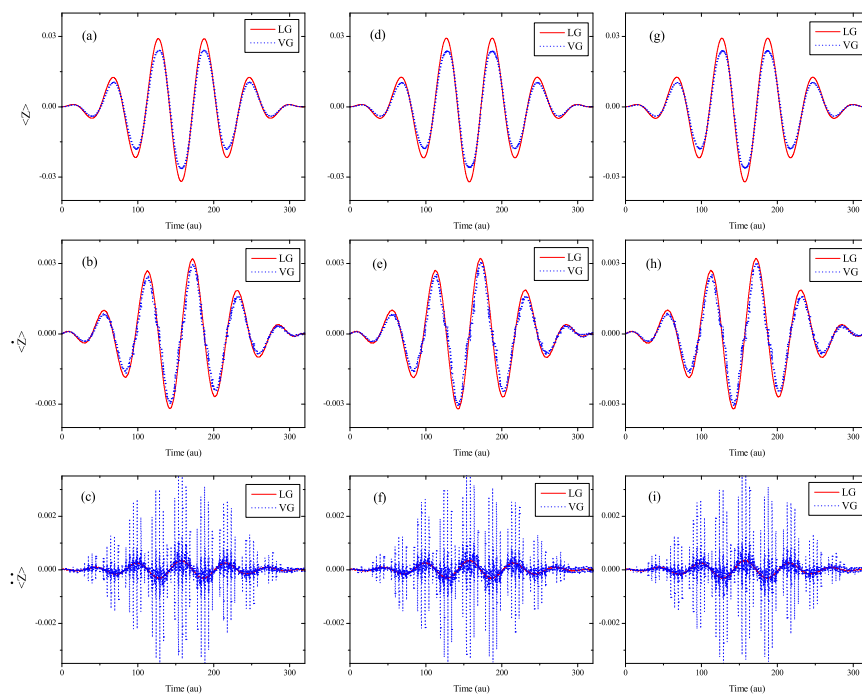 (a)
LG
VG
0.03
0.00
-0.03
<Z>
0 100 200 300
Time (au)
(d)
LG
VG
0.03
0.00
-0.03
0 100 200 300
Time (au)
(g)
LG
VG
0.03
0.00
-0.03
0 100 200 300
Time (au)
(b)
LG
VG
0.003
0.000
-0.003
<Ż>
0 100 200 300
Time (au)
(e)
LG
VG
0.003
0.000
-0.003
0 100 200 300
Time (au)
(h)
LG
VG
0.003
0.000
-0.003
0 100 200 300
Time (au)
(c)
LG
VG
0.002
0.000
-0.002
<Z̈>
0 100 200 300
Time (au)
(f)
LG
VG
0.002
0.000
-0.002
0 100 200 300
Time (au)
(i)
LG
VG
0.002
0.000
-0.002
0 100 200 300
Time (au)